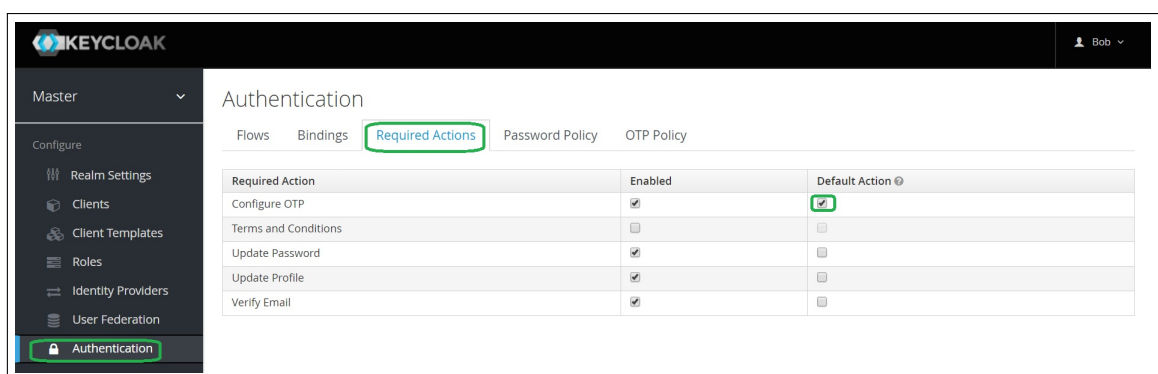 KEYCLOAK
Bob
Master
Authentication
Flows Bindings Required Actions Password Policy OTP Policy
Configure
Realm Settings
Clients
Client Templates
Roles
Identity Providers
User Federation
Authentication
Required Action Enabled Default Action
Configure OTP
Terms and Conditions
Update Password
Update Profile
Verify Email